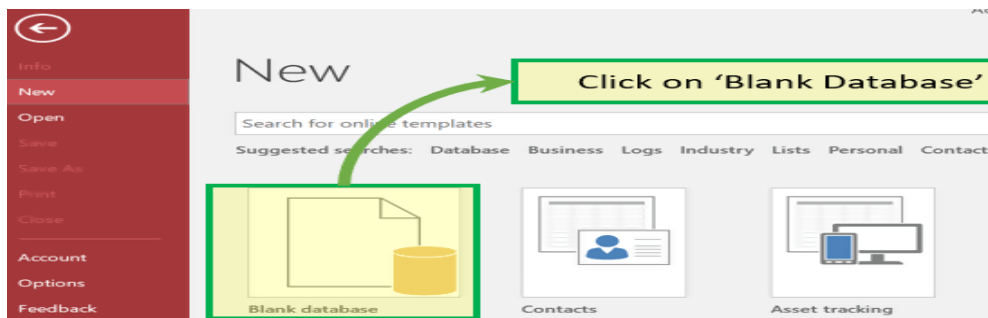 Info
New
Open
Save
Save As
Print
Close
Account
Options
Feedback
New
Click on ‘Blank Database’
Search for online templates
Suggested searches: Database Business Logs Industry Lists Personal Contact
Blank database
Contacts
Asset tracking